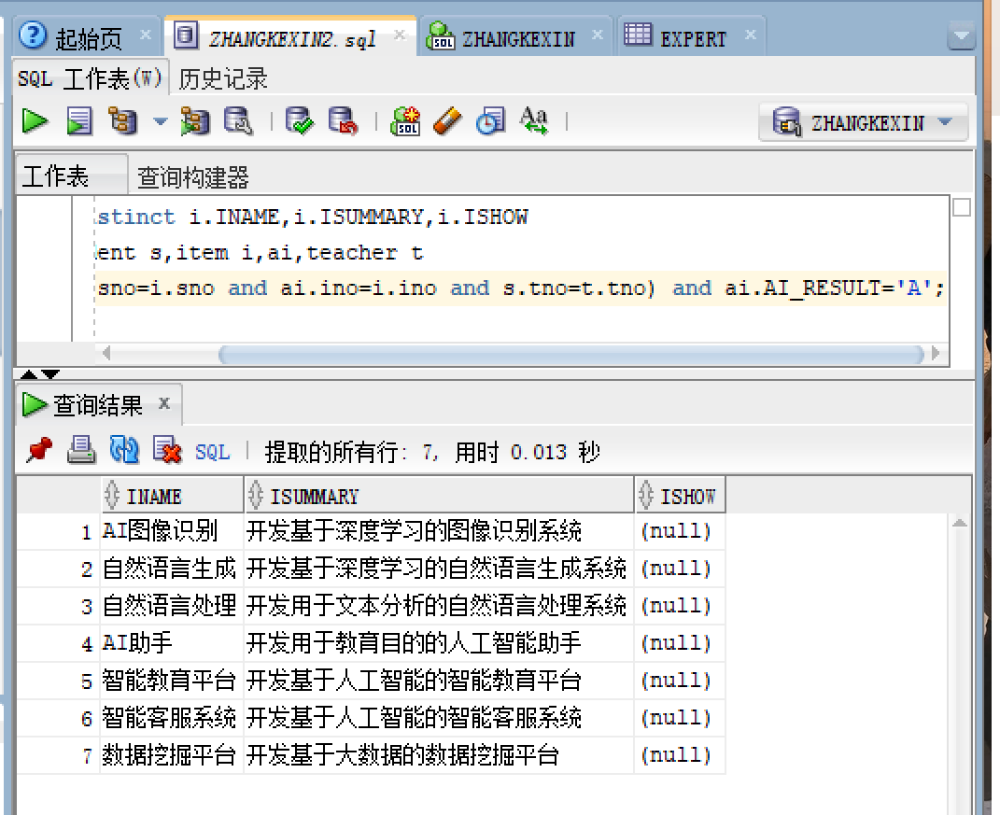 起始页 ZHANGKEXIN2.sql ZHANGKEXIN EXPERT
SQL 工作表(W) 历史记录
SQL Aa ZHANGKEXIN
工作表 查询构建器
stinct i.INAME,i.ISUMMARY,i.ISHOW
ent s,item i,ai,teacher t
sno=i.sno and ai.ino=i.ino and s.tno=t.tno) and ai.AI_RESULT='A';
查询结果
SQL 提取的所有行: 7, 用时 0.013 秒
INAME ISUMMARY ISHOW
1 AI图像识别 开发基于深度学习的图像识别系统 (null)
2 自然语言生成 开发基于深度学习的自然语言生成系统 (null)
3 自然语言处理 开发用于文本分析的自然语言处理系统 (null)
4 AI助手 开发用于教育目的的人工智能助手 (null)
5 智能教育平台 开发基于人工智能的智能教育平台 (null)
6 智能客服系统 开发基于人工智能的智能客服系统 (null)
7 数据挖掘平台 开发基于大数据的数据挖掘平台 (null)